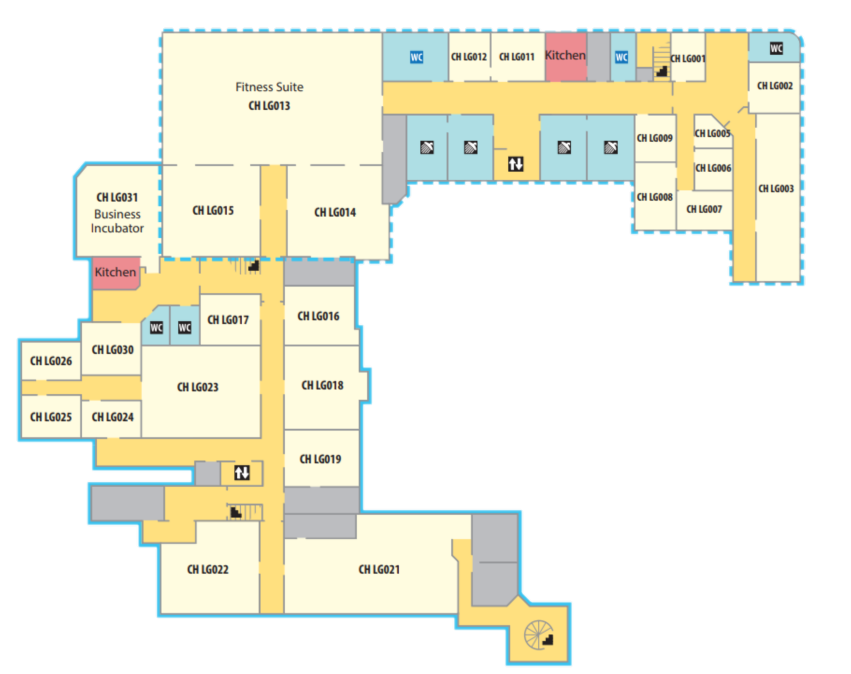 WC
CH LG012
CH LG011
Kitchen
WC
CH LG001
WC
Fitness Suite
CH LG013
CH LG002
CH LG009
CH LG005
CH LG006
CH LG003
CH LG008
CH LG007
CH LG031
Business
Incubator
CH LG015
CH LG014
Kitchen
CH LG017
CH LG016
WC
WC
CH LG030
CH LG026
CH LG023
CH LG018
CH LG025
CH LG024
CH LG019
CH LG022
CH LG021